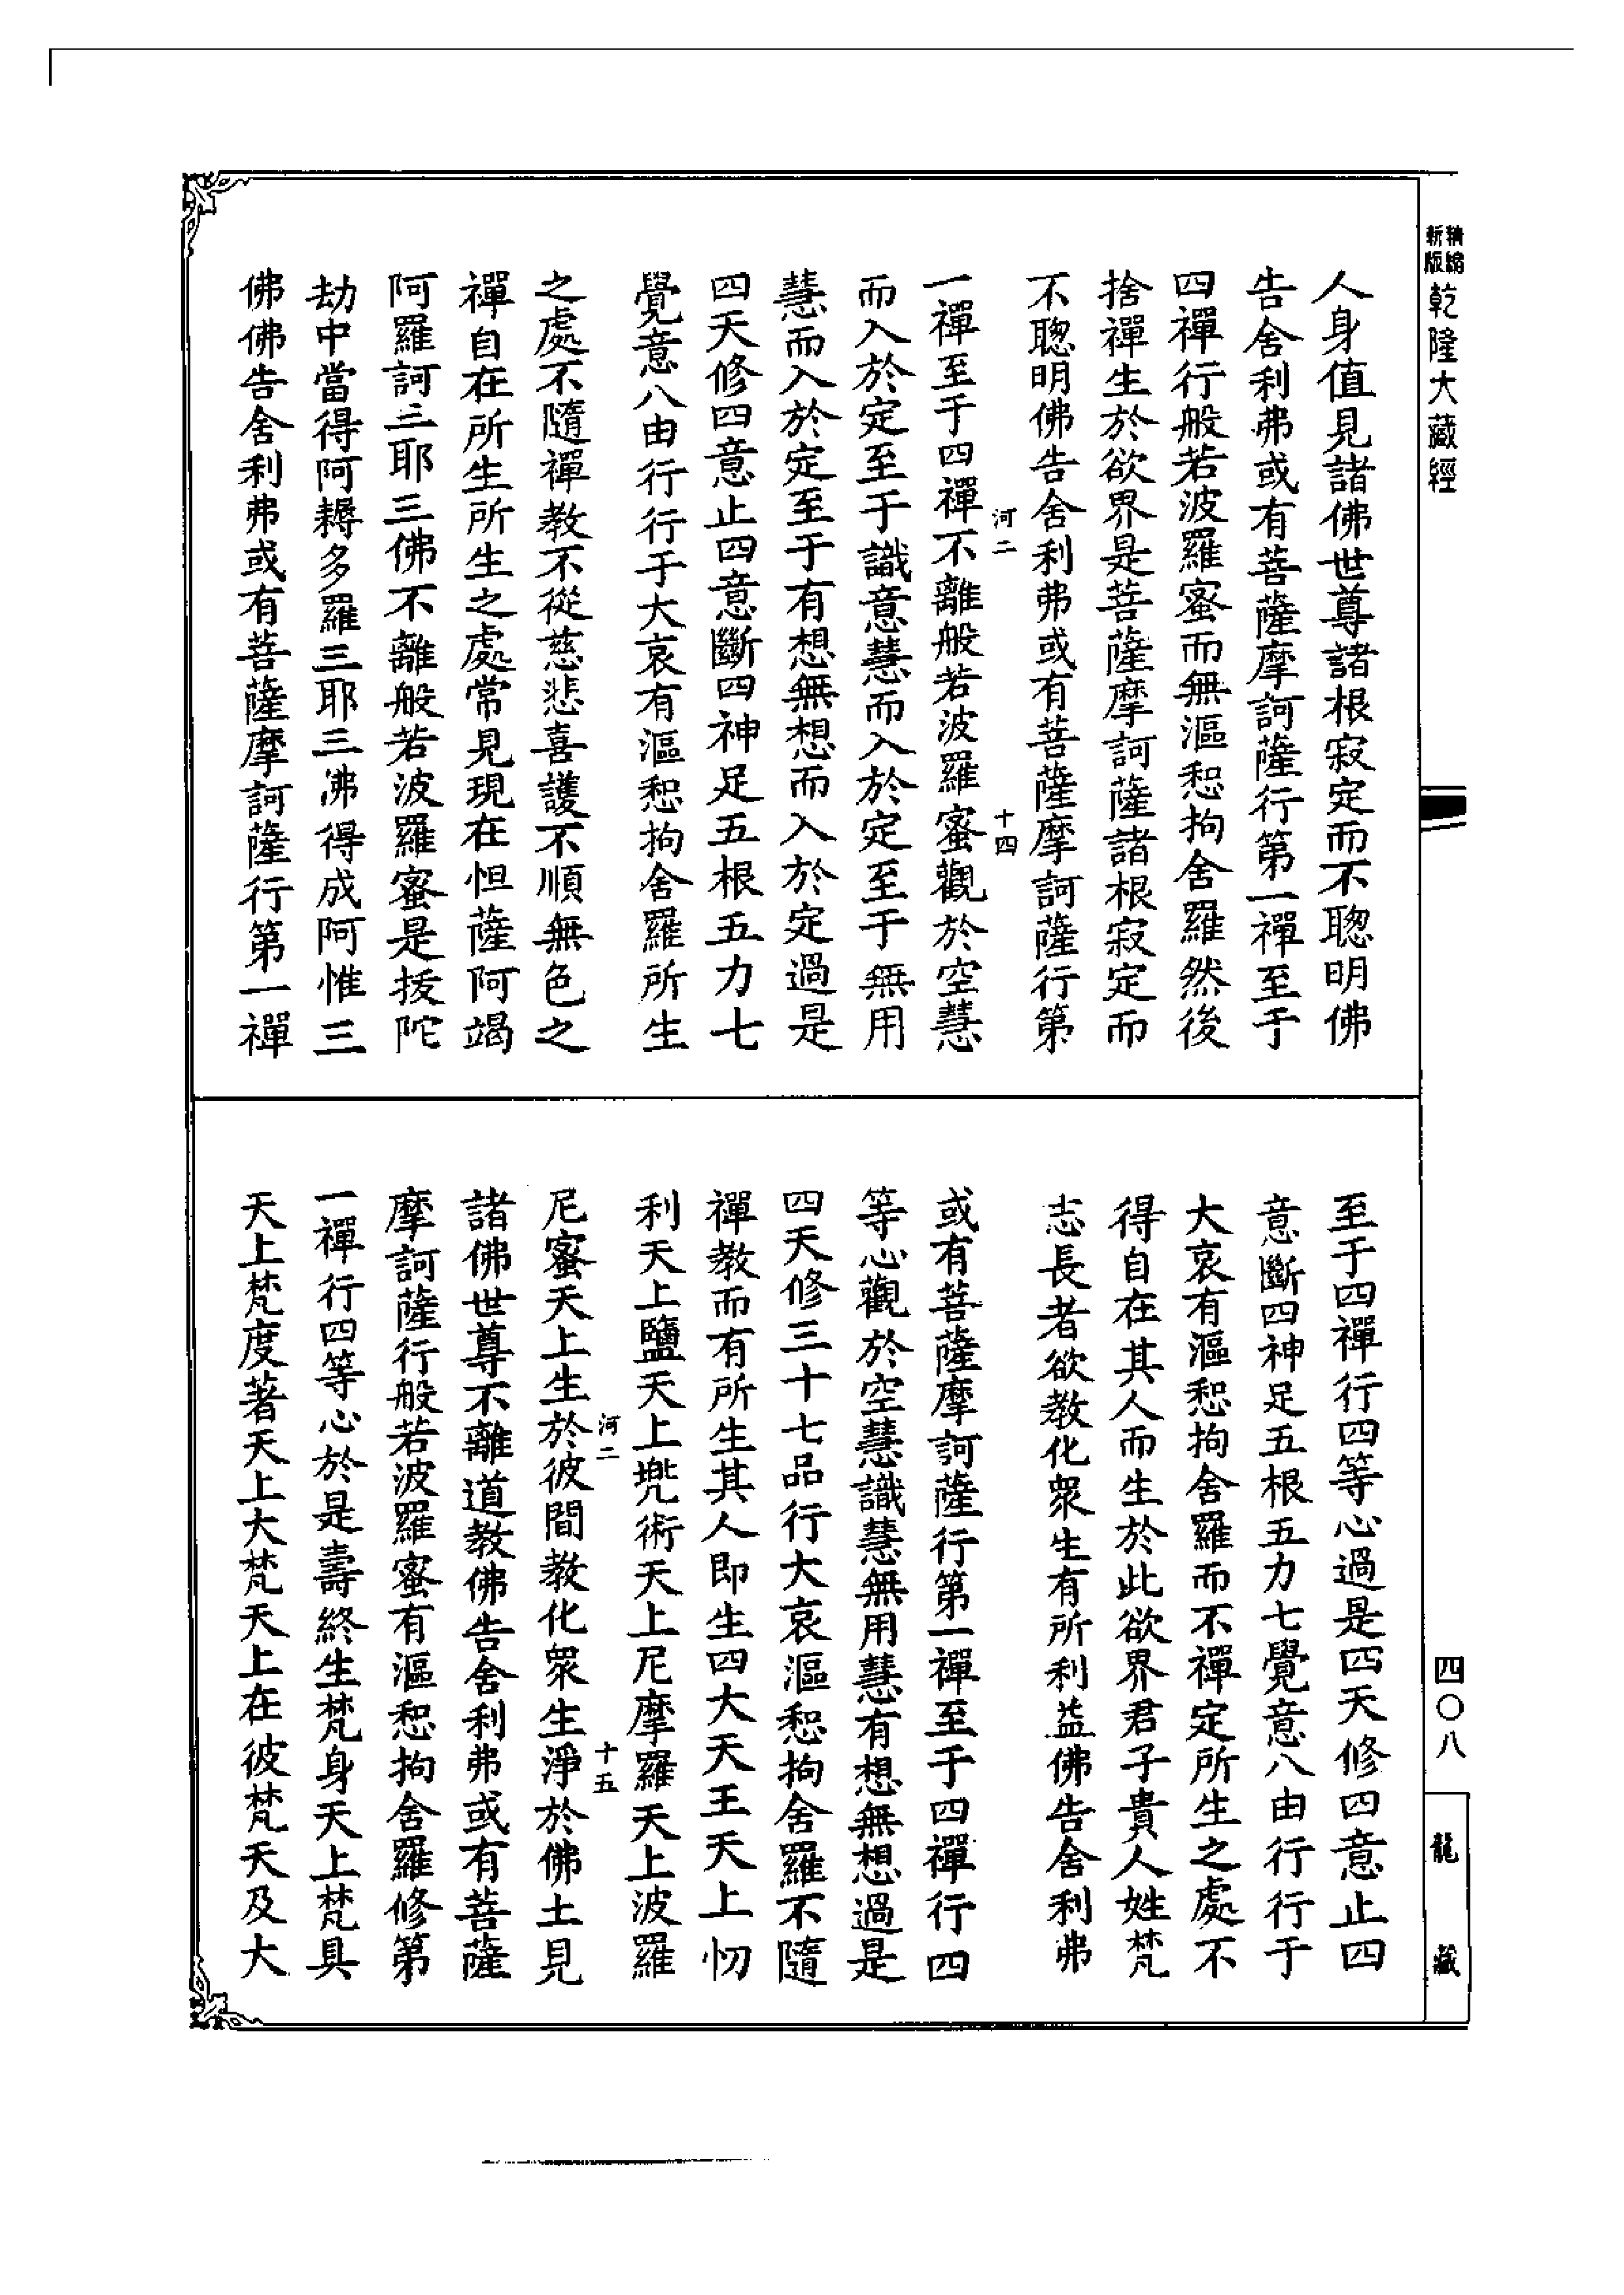 精縮新版乾隆大藏經
人身值見諸佛世尊諸根寂定而不聰明佛
告舍利弗或有菩薩摩訶薩行第一禪至于
四禪行般若波羅蜜而無漚惒拘舍羅然後
捨禪生於欲界是菩薩摩訶薩諸根寂定而
不聰明佛告舍利弗或有菩薩摩訶薩行第
河二 十四
一禪至于四禪不離般若波羅蜜觀於空慧
而入於定至于識意慧而入於定至于無用
慧而入於定至于有想無想而入於定過是
四天修四意止四意斷四神足五根五力七
覺意八由行行于大哀有漚惒拘舍羅所生
之處不隨禪教不從慈悲喜護不順無色之
禪自在所生所生之處常見現在怛薩阿竭
阿羅訶三耶三佛不離般若波羅蜜是颰陀
劫中當得阿耨多羅三耶三佛得成阿惟三
佛佛告舍利弗或有菩薩摩訶薩行第一禪
至于四禪行四等心過是四天修四意止四
意斷四神足五根五力七覺意八由行行于
大哀有漚惒拘舍羅而不禪定所生之處不
得自在其人而生於此欲界君子貴人姓梵
志長者欲教化衆生有所利益佛告舍利弗
或有菩薩摩訶薩行第一禪至于四禪行四
等心觀於空慧識慧無用慧有想無想過是
四天修三十七品行大哀漚惒拘舍羅不隨
禪教而有所生其人即生四大天王天上忉
利天上鹽天上兜術天上尼摩羅天上波羅
河二 十五
尼蜜天上生於彼間教化衆生淨於佛土見
諸佛世尊不離道教佛告舍利弗或有菩薩
摩訶薩行般若波羅蜜有漚惒拘舍羅修第
一禪行四等心於是壽終生梵身天上梵具
天上梵度著天上大梵天上在彼梵天及大
四〇八
龍藏